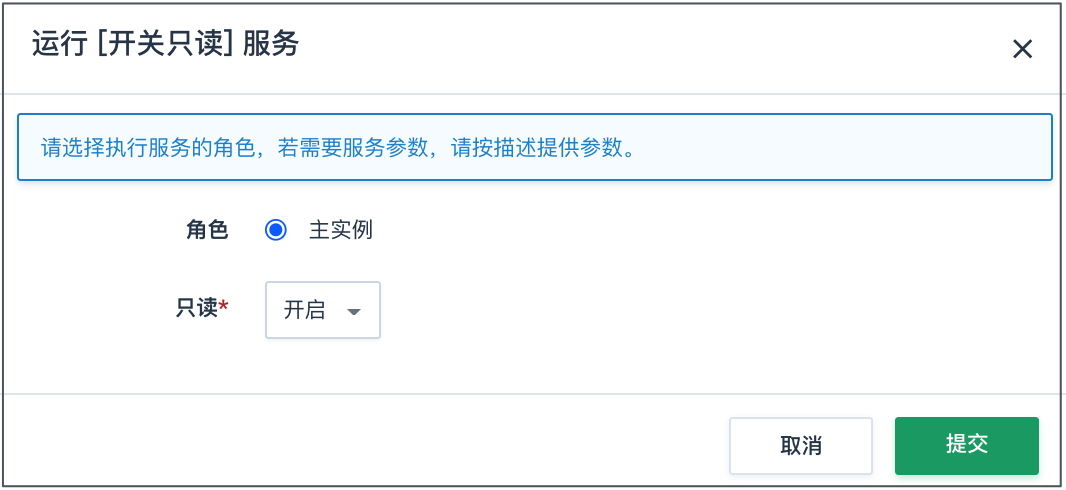 运行 [开关只读] 服务
请选择执行服务的角色，若需要服务参数，请按描述提供参数。
角色 主实例
只读* 开启
取消 提交